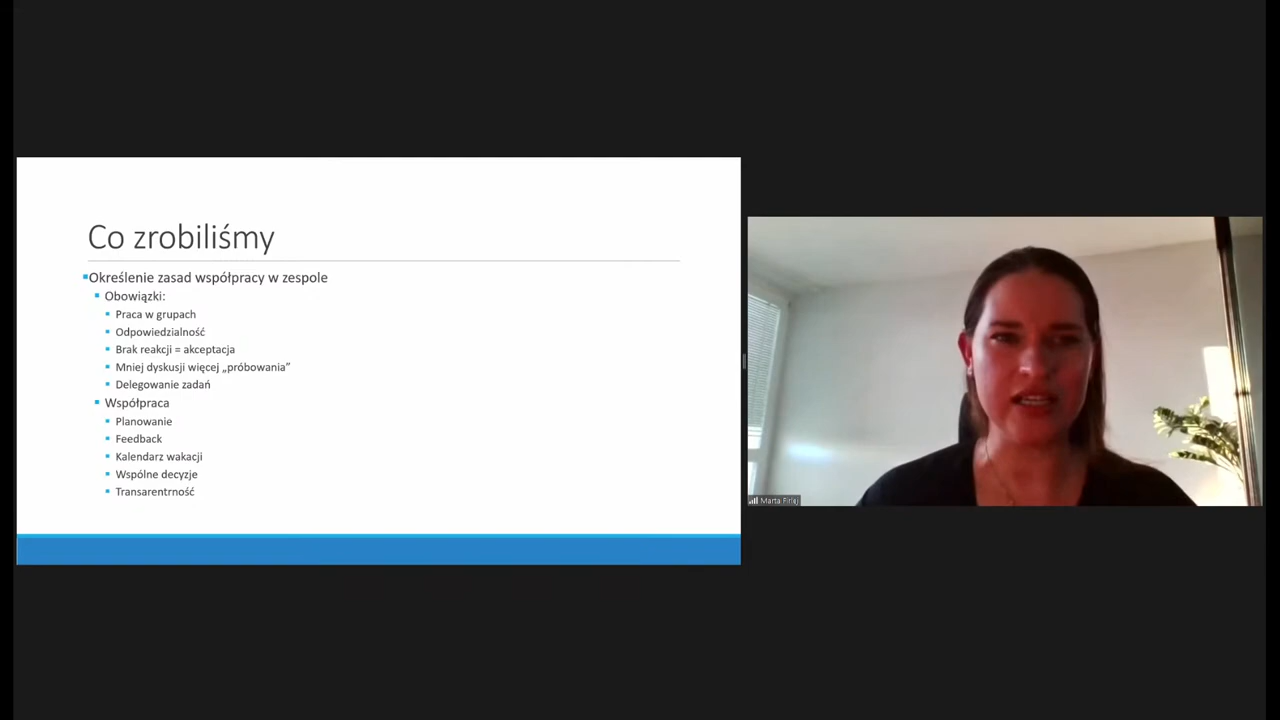 Co zrobiliśmy
Określenie zasad współpracy w zespole
Obowiązki:
Praca w grupach
Odpowiedzialność
Brak reakcji = akceptacja
Mniej dyskusji więcej „próbowania”
Delegowanie zadań
Współpraca
Planowanie
Feedback
Kalendarz wakacji
Wspólne decyzje
Transarentrność
Marta Firlej